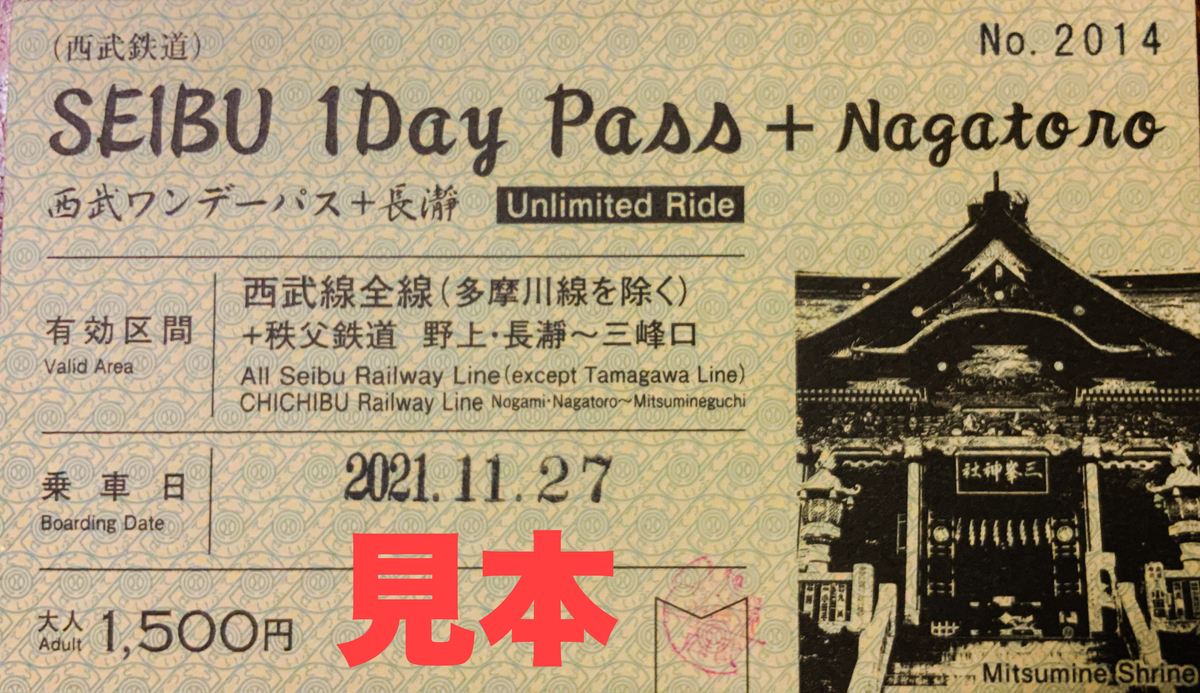 (西武鉄道)
No. 2014
SEIBU 1Day Pass + Nagatoro
西武ワンデーパス+長瀞 Unlimited Ride
有効区間
Valid Area
西武線全線(多摩川線を除く)
+秩父鉄道 野上・長瀞～三峰口
All Seibu Railway Line(except Tamagawa Line)
CHICHIBU Railway Line Nogami・Nagatoro～Mitsumineguchi
乗車日
Boarding Date
2021.11.27
見本
大人
Adult
1,500円
三峯神社
Mitsumine Shrine